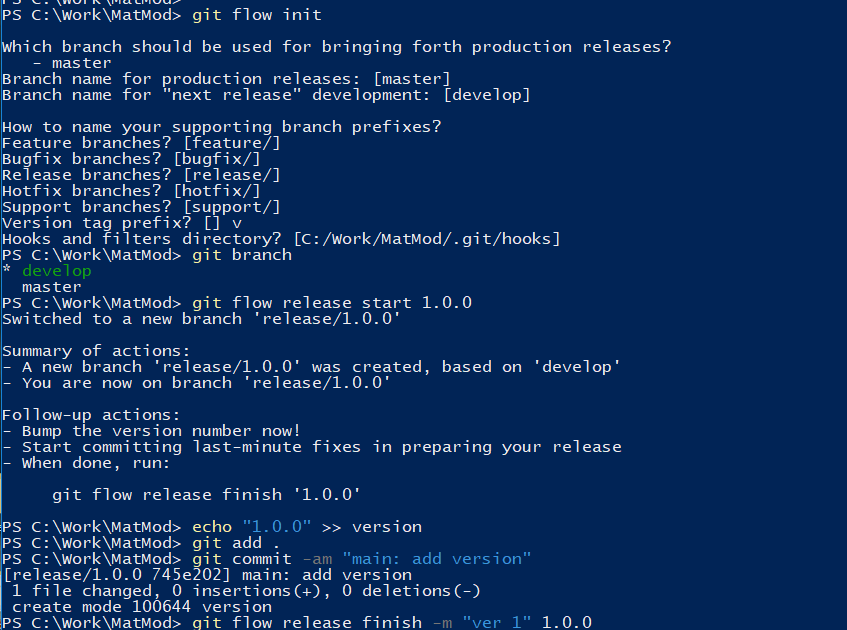 PS C:\Work\MatMod>
PS C:\Work\MatMod> git flow init
Which branch should be used for bringing forth production releases?
- master
Branch name for production releases: [master]
Branch name for "next release" development: [develop]
How to name your supporting branch prefixes?
Feature branches? [feature/]
Bugfix branches? [bugfix/]
Release branches? [release/]
Hotfix branches? [hotfix/]
Support branches? [support/]
Version tag prefix? [] v
Hooks and filters directory? [C:/Work/MatMod/.git/hooks]
PS C:\Work\MatMod> git branch
* develop
master
PS C:\Work\MatMod> git flow release start 1.0.0
Switched to a new branch 'release/1.0.0'
Summary of actions:
- A new branch 'release/1.0.0' was created, based on 'develop'
- You are now on branch 'release/1.0.0'
Follow-up actions:
- Bump the version number now!
- Start committing last-minute fixes in preparing your release
- When done, run:
git flow release finish '1.0.0'
PS C:\Work\MatMod> echo "1.0.0" >> version
PS C:\Work\MatMod> git add .
PS C:\Work\MatMod> git commit -am "main: add version"
[release/1.0.0 745e202] main: add version
1 file changed, 0 insertions(+), 0 deletions(-)
create mode 100644 version
PS C:\Work\MatMod> git flow release finish -m "ver 1" 1.0.0